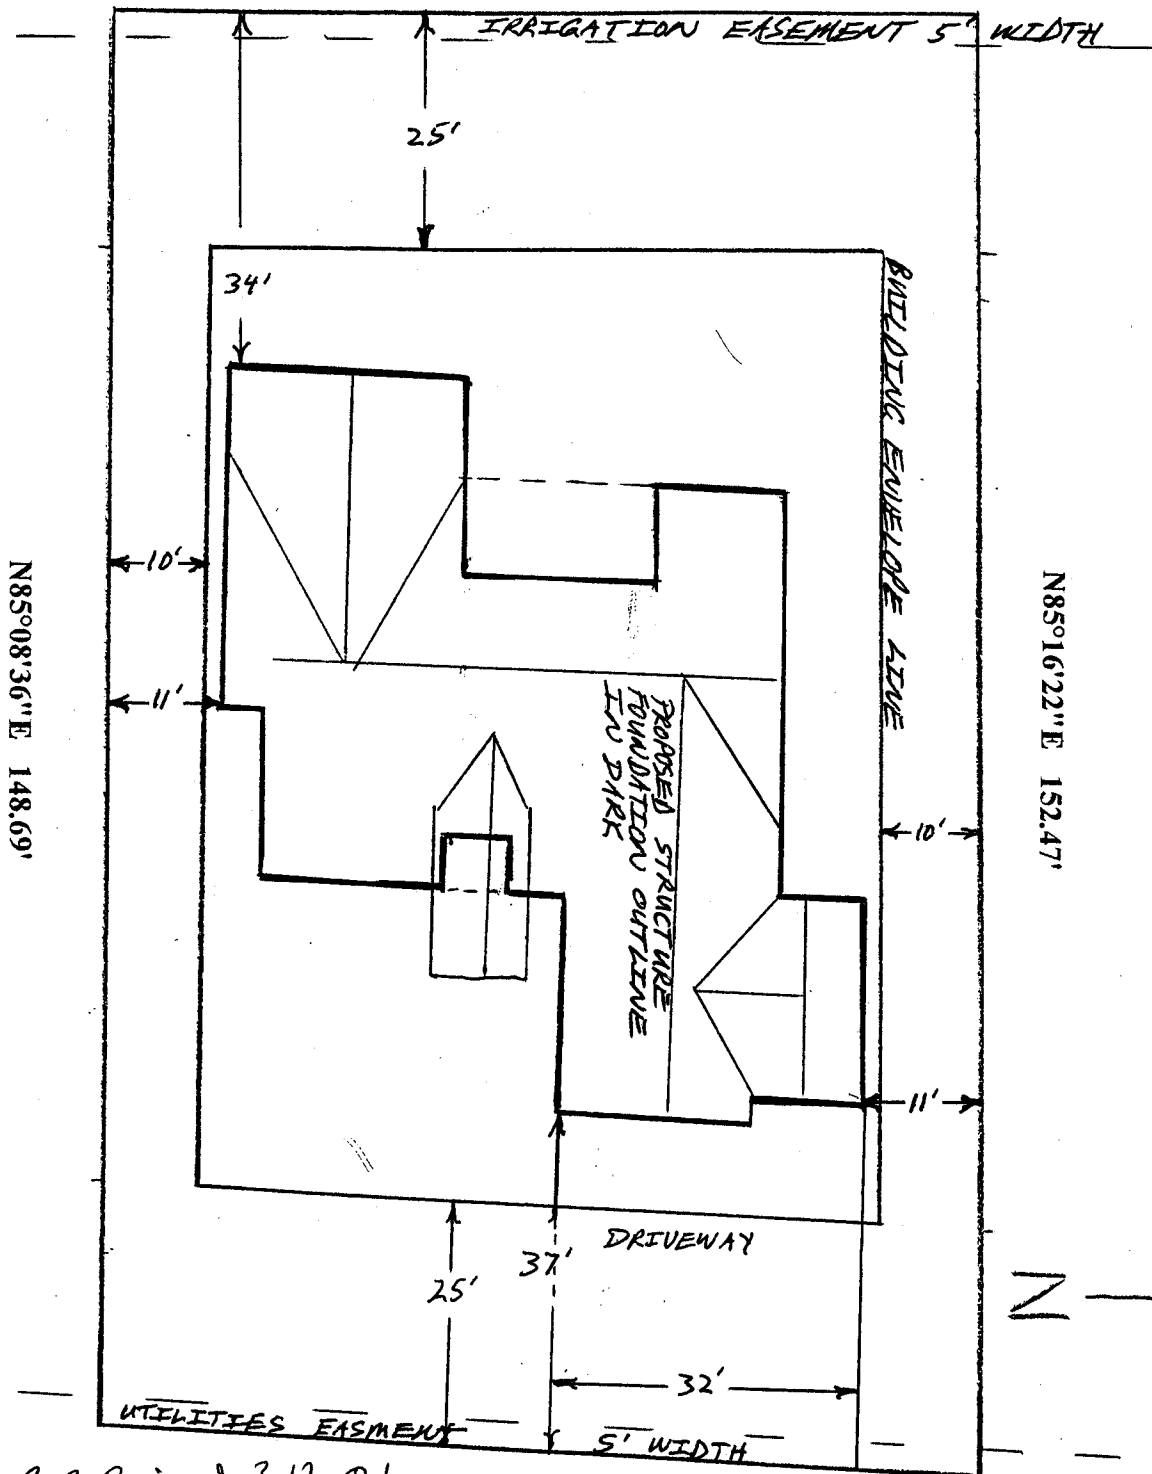 IRRIGATION EASEMENT 5' WIDTH
25'
34'
BUILDING ENVELOPE LINE
10'
11'
N85°08'36"E 148.69'
N85°16'22"E 152.47'
PROPOSED STRUCTURE
FOUNDATION OUTLINE
IN DARK
10'
11'
DRIVEWAY
37'
25'
N
32'
UTILITIES EASMENT 5' WIDTH